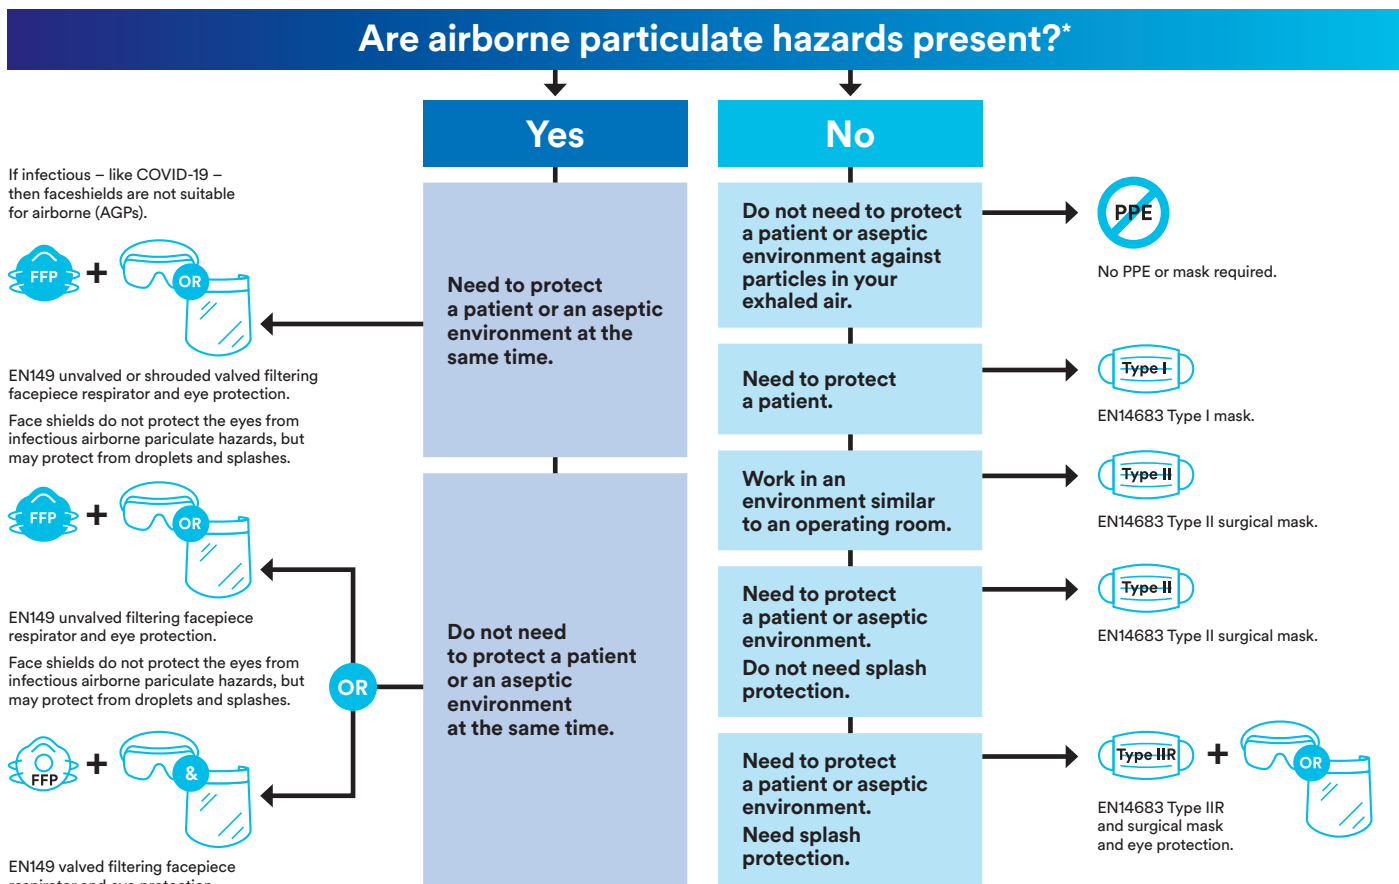 Are airborne particulate hazards present?*
Yes
No
If infectious – like COVID-19 –
then faceshields are not suitable
for airborne (AGPs).
FFP
+
OR
EN149 unvalved or shrouded valved filtering
facepiece respirator and eye protection.
Face shields do not protect the eyes from
infectious airborne pariculate hazards, but
may protect from droplets and splashes.
Need to protect
a patient or an aseptic
environment at the
same time.
FFP
+
OR
EN149 unvalved filtering facepiece
respirator and eye protection.
Face shields do not protect the eyes from
infectious airborne pariculate hazards, but
may protect from droplets and splashes.
OR
FFP
+
&
EN149 valved filtering facepiece
respirator and eye protection
Do not need
to protect a patient
or an aseptic
environment
at the same time.
Do not need to protect
a patient or aseptic
environment against
particles in your
exhaled air.
PPE
No PPE or mask required.
Need to protect
a patient.
Type I
EN14683 Type I mask.
Work in an
environment similar
to an operating room.
Type II
EN14683 Type II surgical mask.
Need to protect
a patient or aseptic
environment.
Do not need splash
protection.
Type II
EN14683 Type II surgical mask.
Need to protect
a patient or aseptic
environment.
Need splash
protection.
Type IIR
+
OR
EN14683 Type IIR
and surgical mask
and eye protection.